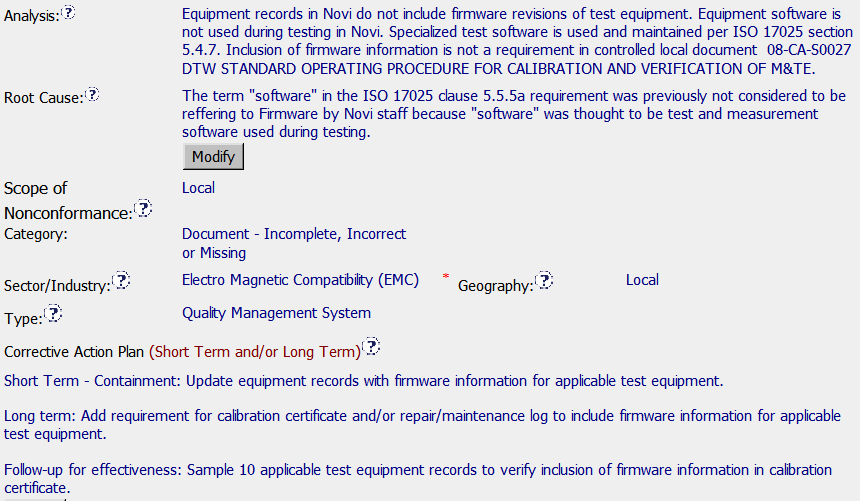 Analysis:? Equipment records in Novi do not include firmware revisions of test equipment. Equipment software is
not used during testing in Novi. Specialized test software is used and maintained per ISO 17025 section
5.4.7. Inclusion of firmware information is not a requirement in controlled local document 08-CA-S0027
DTW STANDARD OPERATING PROCEDURE FOR CALIBRATION AND VERIFICATION OF M&TE.
Root Cause:? The term "software" in the ISO 17025 clause 5.5.5a requirement was previously not considered to be
reffering to Firmware by Novi staff because "software" was thought to be test and measurement
software used during testing.
Modify
Scope of Local
Nonconformance:?
Category: Document - Incomplete, Incorrect
or Missing
Sector/Industry:? Electro Magnetic Compatibility (EMC) * Geography:? Local
Type:? Quality Management System
Corrective Action Plan (Short Term and/or Long Term)?
Short Term - Containment: Update equipment records with firmware information for applicable test equipment.
Long term: Add requirement for calibration certificate and/or repair/maintenance log to include firmware information for applicable
test equipment.
Follow-up for effectiveness: Sample 10 applicable test equipment records to verify inclusion of firmware information in calibration
certificate.